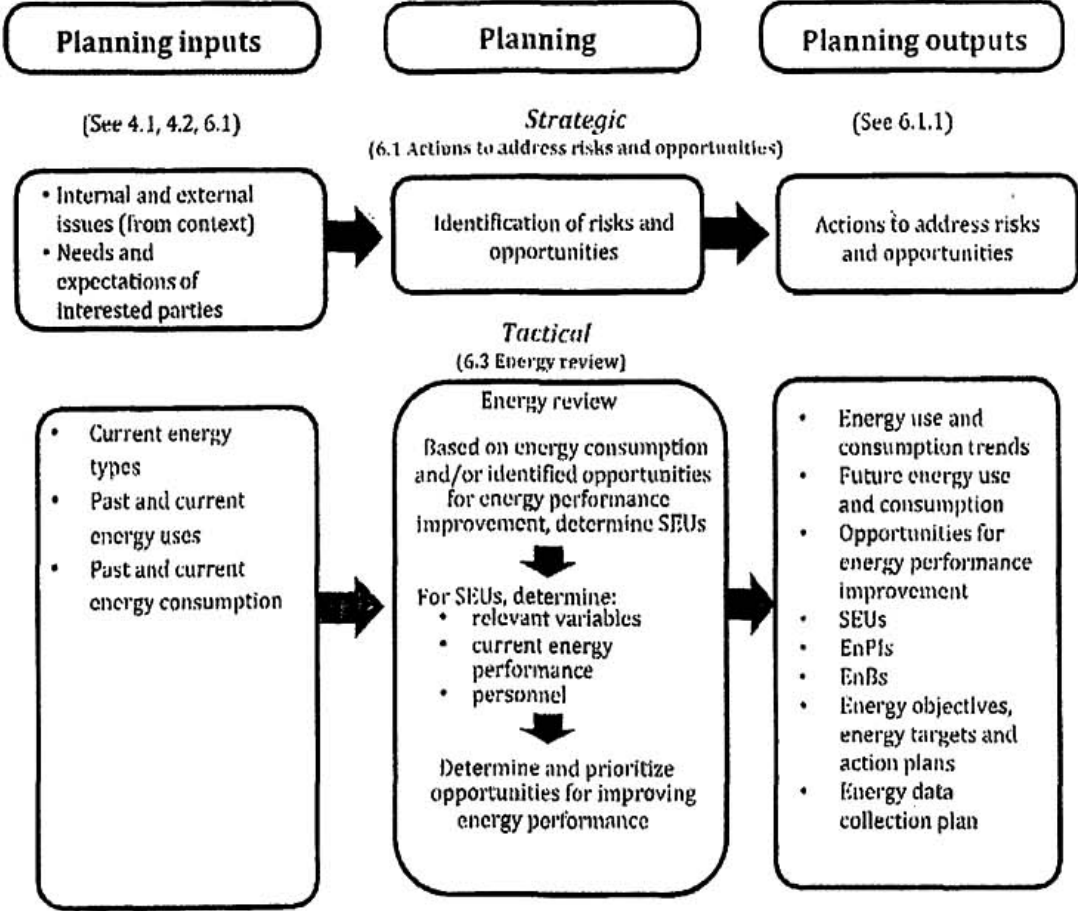 Planning inputs
Planning
Planning outputs
(See 4.1, 4.2, 6.1)
Strategic
(6.1 Actions to address risks and opportunities)
(See 6.1.1)
• Internal and external
issues (from context)
• Needs and
expectations of
interested parties
Identification of risks and
opportunities
Actions to address risks
and opportunities
Tactical
(6.3 Energy review)
• Current energy
types
• Past and current
energy uses
• Past and current
energy consumption
Energy review
Based on energy consumption
and/or identified opportunities
for energy performance
improvement, determine SEUs
For SEUs, determine:
• relevant variables
• current energy
performance
• personnel
Determine and prioritize
opportunities for improving
energy performance
• Energy use and
consumption trends
• Future energy use
and consumption
• Opportunities for
energy performance
improvement
• SEUs
• EnPIs
• EnBs
• Energy objectives,
energy targets and
action plans
• Energy data
collection plan